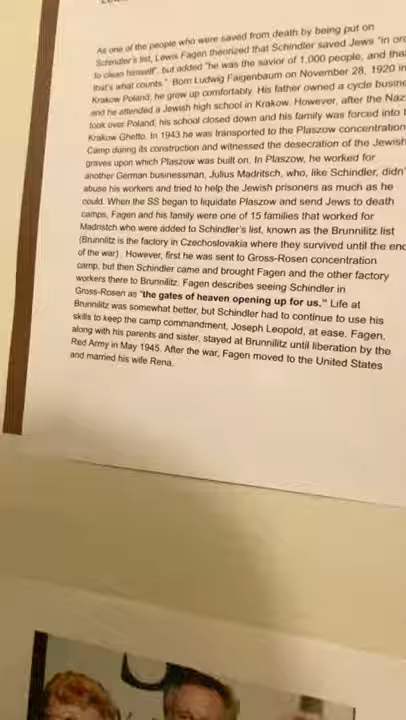 As one of the people who were saved from death by being put on
Schindler's list, Lewis Fagen theorized that Schindler saved Jews "in
to clean himself", but added "he was the savior of 1,000 people, and
that's what counts." Born Ludwig Faigenbaum on November 28, 1920 in
Krakow Poland, he grew up comfortably. His father owned a cycle
and he attended a Jewish high school in Krakow. However, after the
took over Poland, his school closed down and his family was forced into
Krakow Ghetto. In 1943 he was transported to the Plaszow concentration
Camp during its construction and witnessed the desecration of the Jewish
graves upon which Plaszow was built on. In Plaszow, he worked for
another German businessman, Julius Madritsch, who, like Schindler, didn'
abuse his workers and tried to help the Jewish prisoners as much as he
could. When the SS began to liquidate Plaszow and send Jews to death
camps, Fagen and his family were one of 15 families that worked for
Madristch who were added to Schindler's list, known as the Brunnilitz list
(Brunnlitz is the factory in Czechoslovakia where they survived until the
of the war). However, first he was sent to Gross-Rosen concentration
camp, but then Schindler came and brought Fagen and the other factory
workers there to Brunnlitz. Fagen describes seeing Schindler in
Gross-Rosen as "the gates of heaven opening up for us." Life at
Brunnlitz was somewhat better, but Schindler had to continue to use his
skills to keep the camp commandment, Joseph Leopold, at ease. Fagen,
along with his parents and sister, stayed at Brunnlitz until liberation by the
Red Army in May 1945. After the war, Fagen moved to the United States
and married his wife Rena.